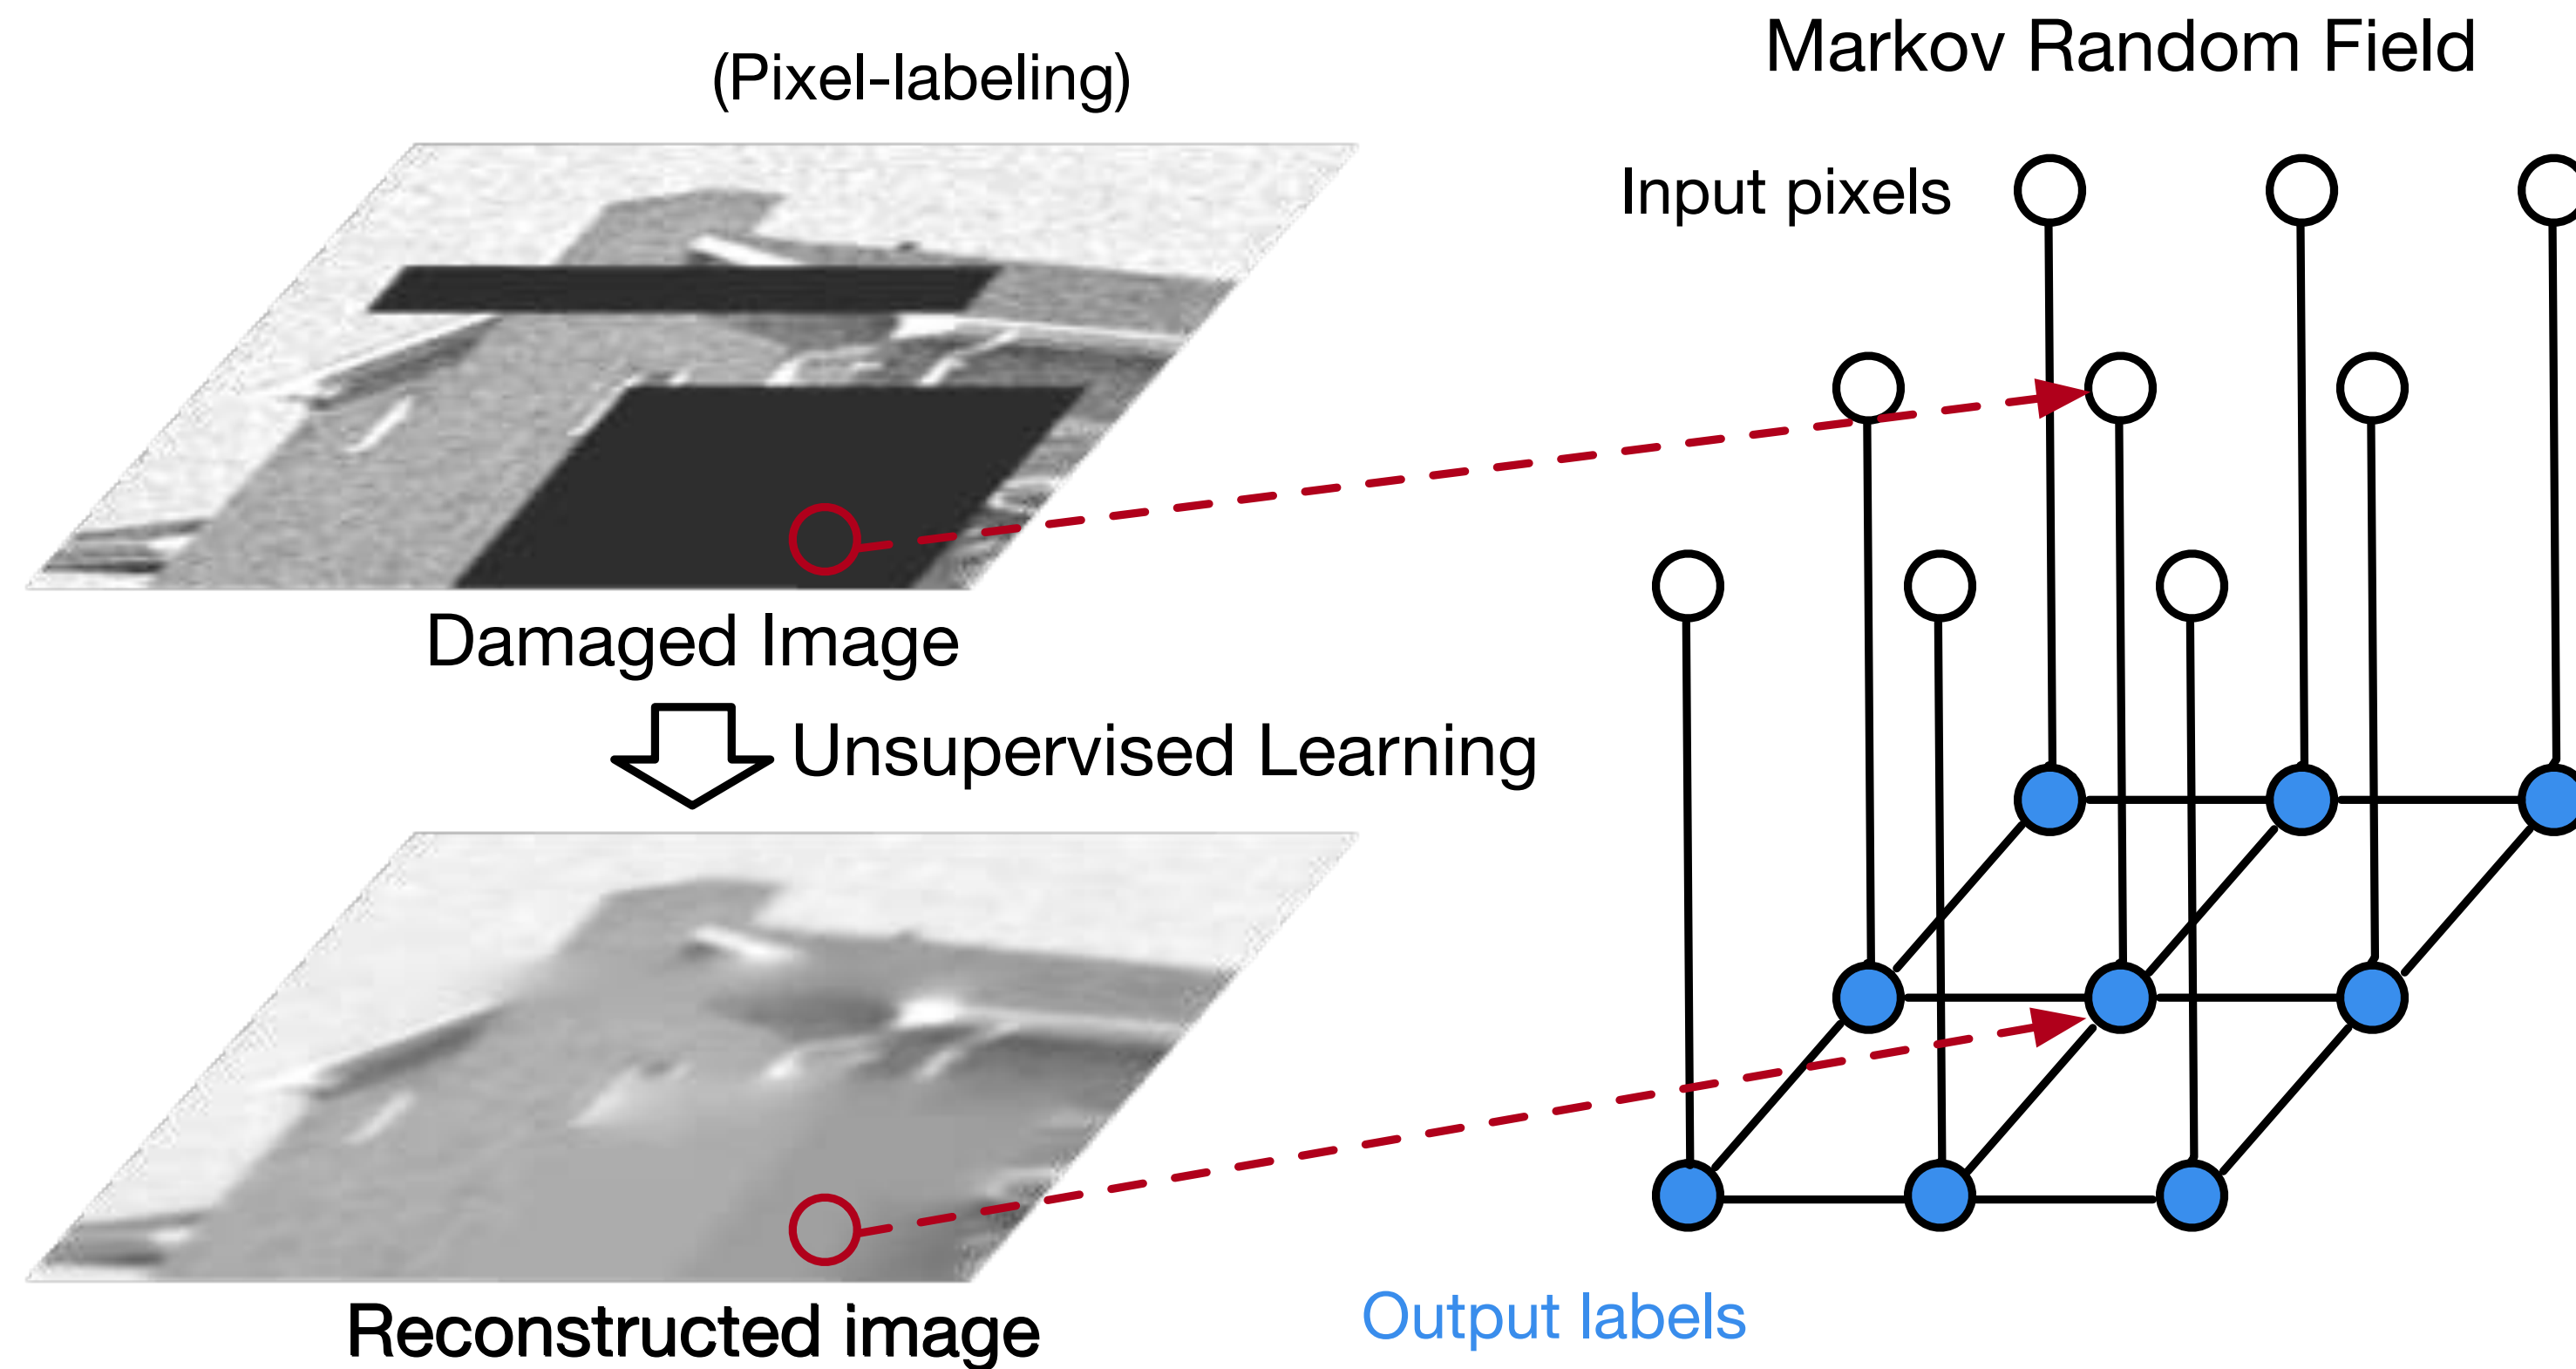 (Pixel-labeling)
Markov Random Field
Input pixels
Damaged Image
Unsupervised Learning
Reconstructed image
Output labels